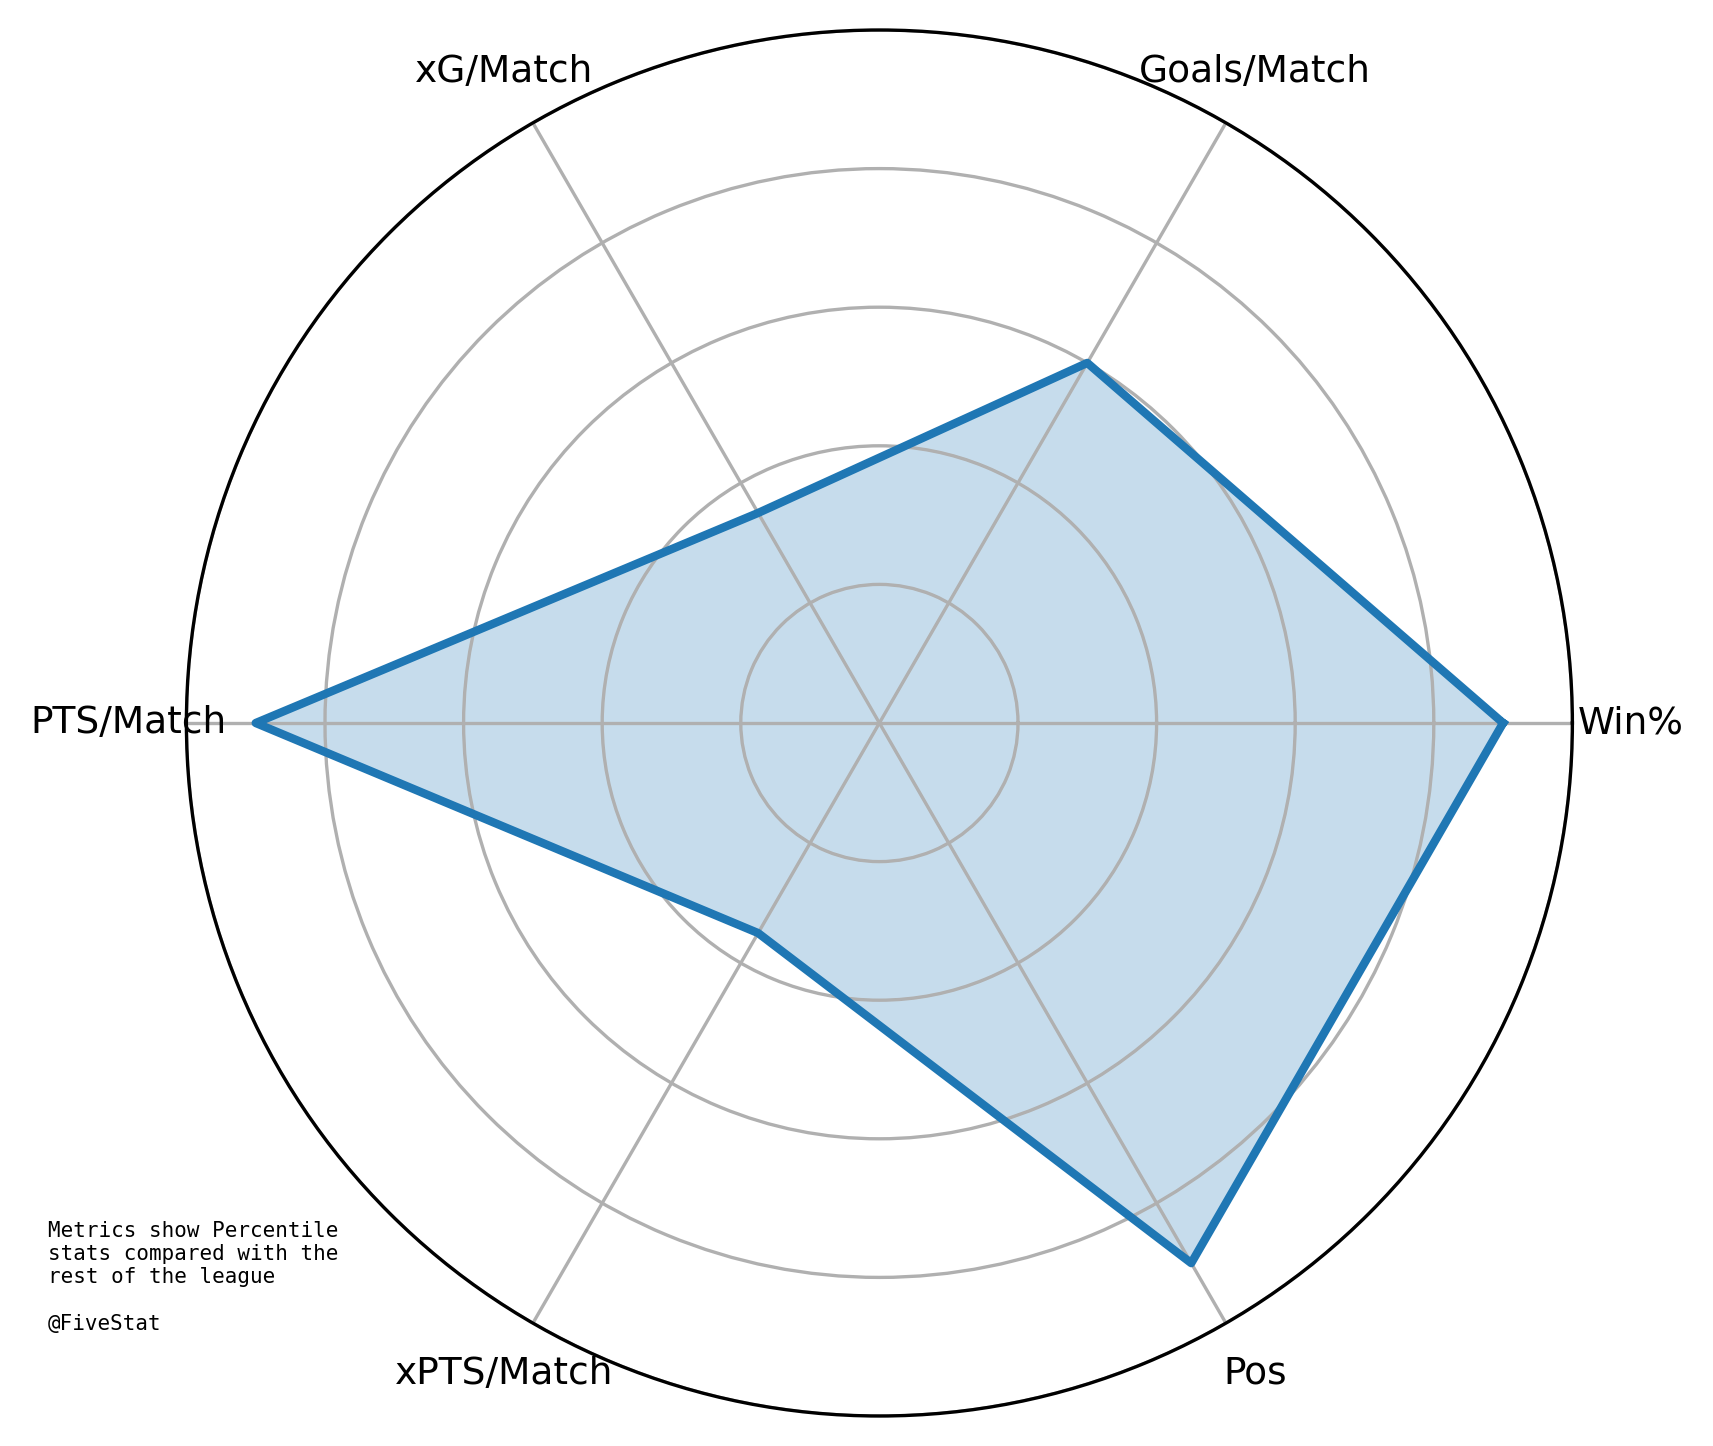 xG/Match
Goals/Match
PTS/Match
Win%
Metrics show Percentile
stats compared with the
rest of the league
@FiveStat
xPTS/Match
Pos